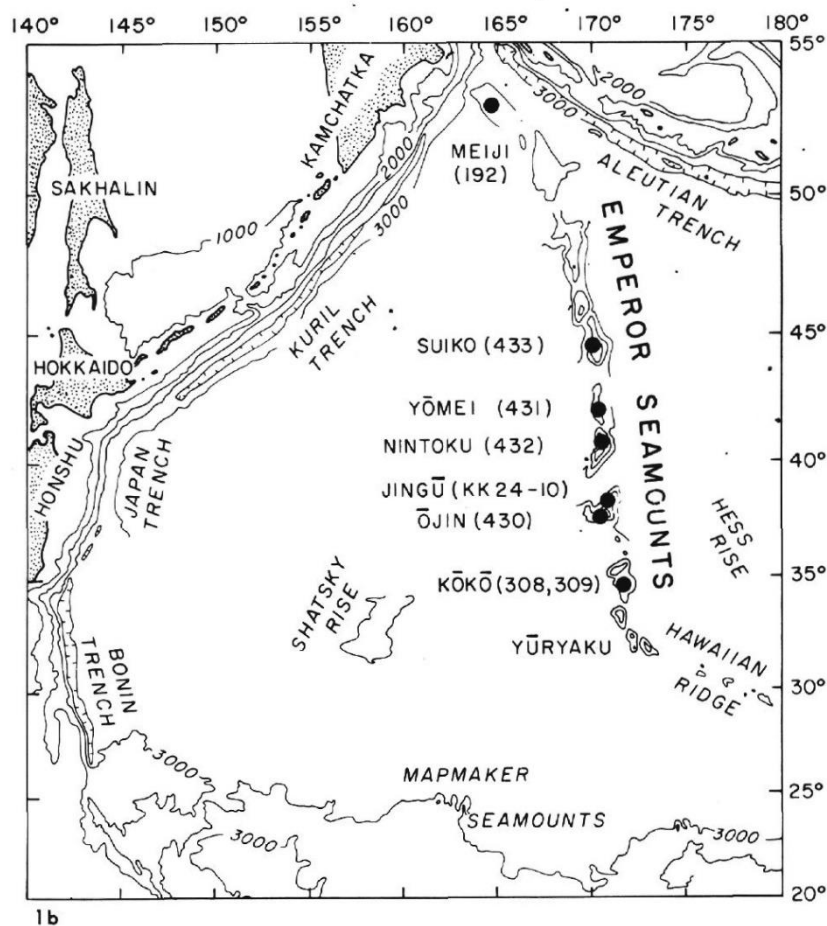 140° 145° 150° 155° 160° 165° 170° 175° 180°
55°
KAMCHATKA
2000
3000
2000
3000
MEIJI
(192)
ALEUTIAN
TRENCH
50°
SAKHALIN
1000
EMPEROR SEAMOUNTS
KURIL
TRENCH
SUIKO (433)
45°
HOKKAIDO
YŌMEI (431)
NINTOKU (432)
40°
HONSHU
JAPAN
TRENCH
JINGŪ (KK24-10)
ŌJIN (430)
HESS
RISE
KŌKŌ (308,309)
35°
SHATSKY
RISE
YŪRYAKU
HAWAIIAN
RIDGE
30°
BONIN
TRENCH
3000
MAPMAKER
SEAMOUNTS
25°
3000
3000
20°
1b